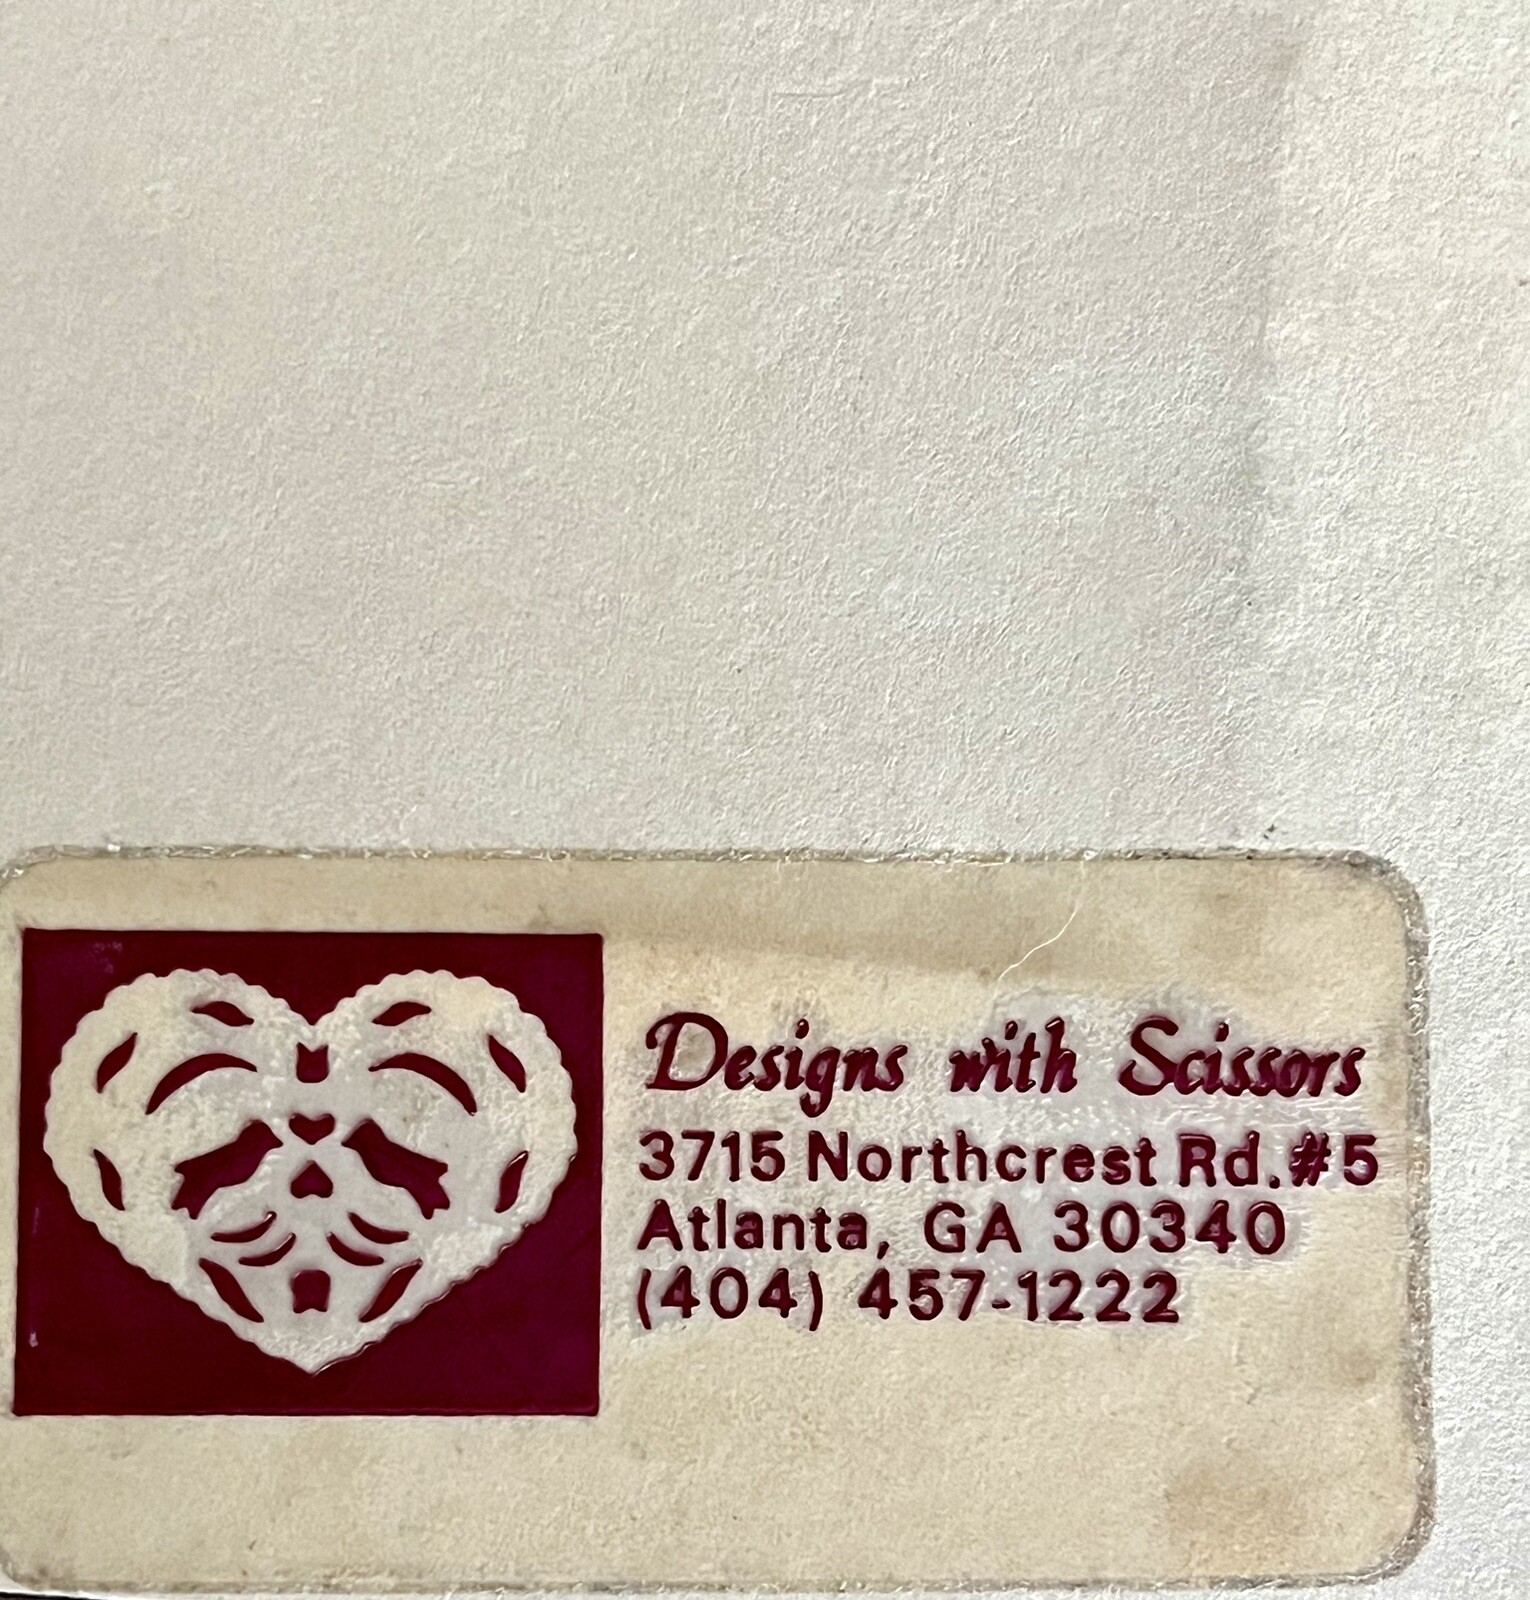 Designs with Scissors
3715 Northcrest Rd.#5
Atlanta, GA 30340
(404) 457-1222